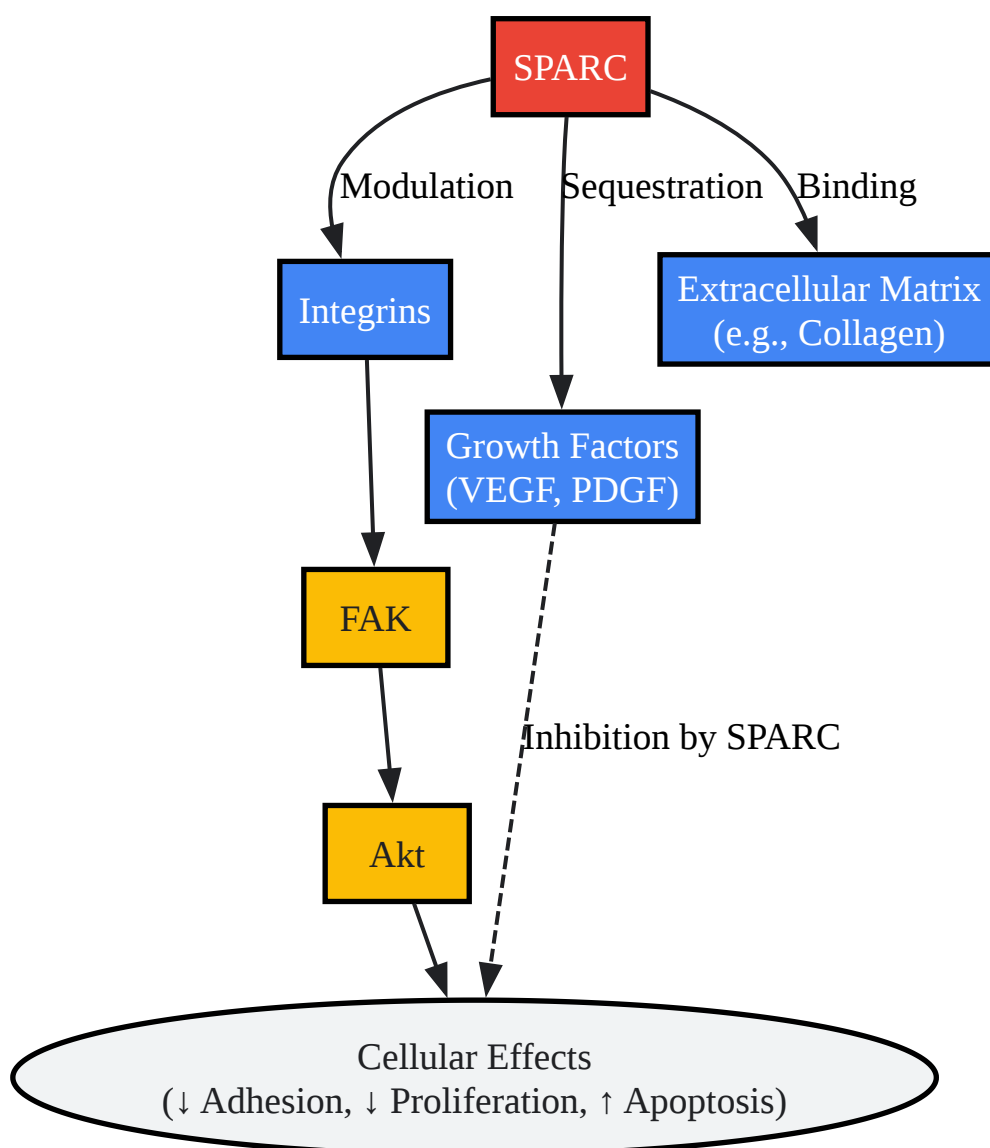 SPARC
Modulation
Sequestration
Binding
Integrins
Extracellular Matrix
(e.g., Collagen)
Growth Factors
(VEGF, PDGF)
FAK
Inhibition by SPARC
Akt
Cellular Effects
(↓ Adhesion, ↓ Proliferation, ↑ Apoptosis)